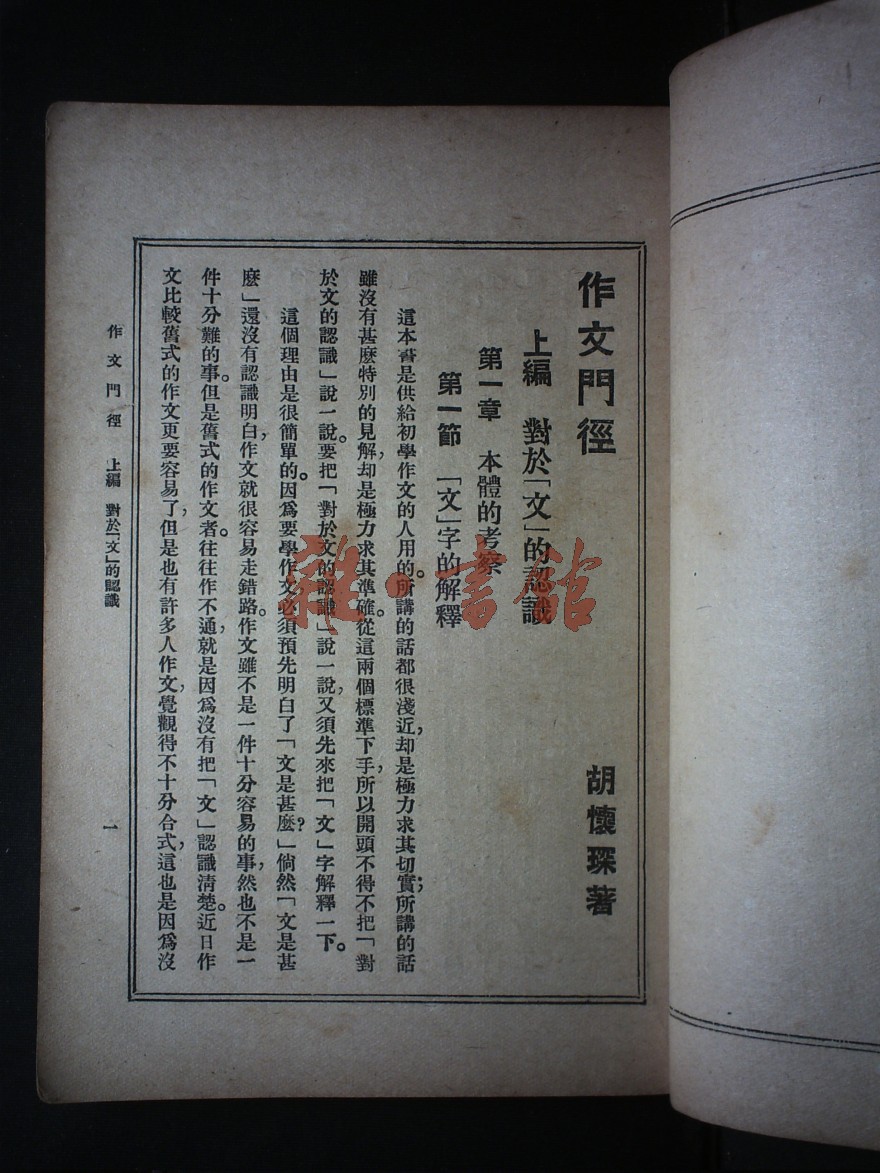 作文門徑
胡懷琛著
上編 對於「文」的認識
第一章 本體的考察
第一節 「文」字的解釋
這本書是供給初學作文的人用的。所講的話都很淺近,却是極力求其切實;所講的話
雖沒有甚麽特別的見解,却是極力求其準確。從這兩個標準下手,所以開頭不得不把「對
於文的認識」說一說。要把「對於文的認識」說一說,又須先來把「文」字解釋一下。
這個理由是很簡單的。因爲要學作文,必須預先明白了「文是甚麽?」倘然「文是甚
麽」還沒有認識明白,作文就很容易走錯路。作文雖不是一件十分容易的事,然也不是一
件十分難的事。但是舊式的作文者。往往作不通,就是因爲沒有把「文」認識清楚。近日作
文比較舊式的作文更要容易了,但是也有許多人作文,覺觀得不十分合式,這也是因爲沒
作文門徑 上編 對於「文」的認識
一
雜·書館